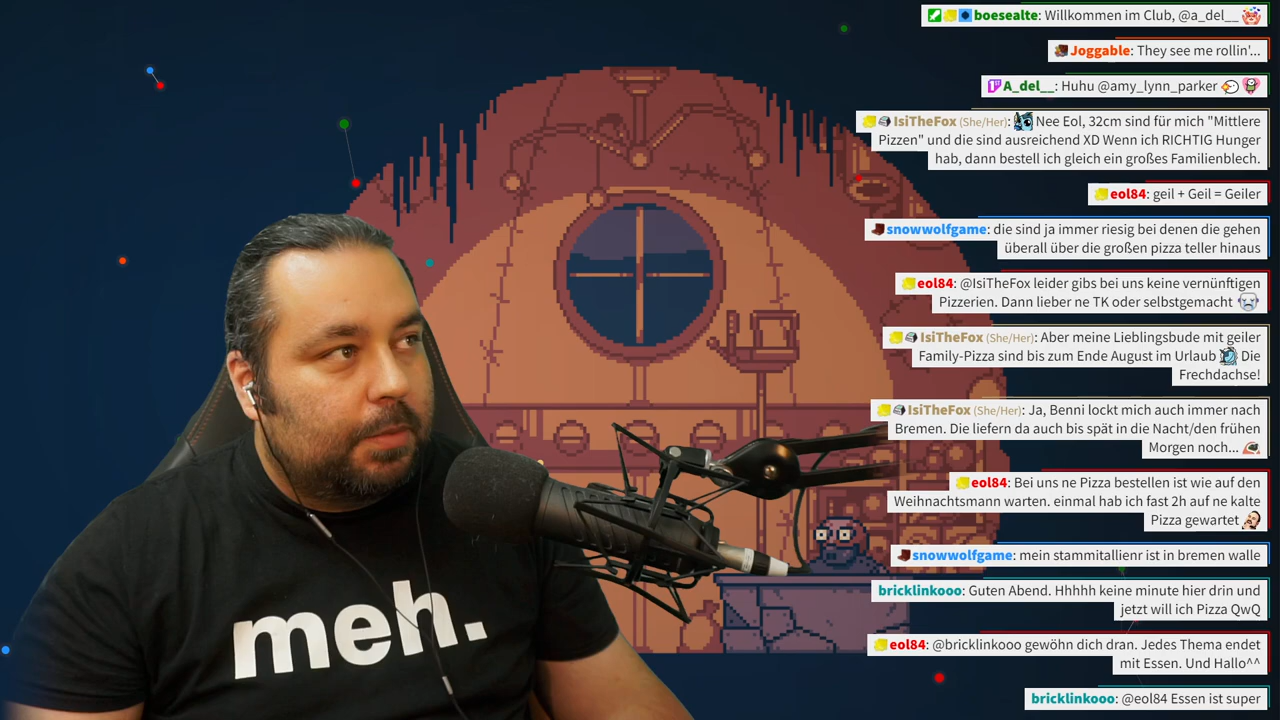 boesealte: Willkommen im Club, @a_del__
Joggable: They see me rollin'...
A_del__: Huhu @amy_lynn_parker
IsiTheFox (She/Her): Nee Eol, 32cm sind für mich "Mittlere
Pizzen" und die sind ausreichend XD Wenn ich RICHTIG Hunger
hab, dann bestell ich gleich ein großes Familienblech.
eol84: geil + Geil = Geiler
snowwolfgame: die sind ja immer riesig bei denen die gehen
überall über die großen pizza teller hinaus
eol84: @IsiTheFox leider gibs bei uns keine vernünftigen
Pizzerien. Dann lieber ne TK oder selbstgemacht
IsiTheFox (She/Her): Aber meine Lieblingsbude mit geiler
Family-Pizza sind bis zum Ende August im Urlaub Die
Frechdachse!
IsiTheFox (She/Her): Ja, Benni lockt mich auch immer nach
Bremen. Die liefern da auch bis spät in die Nacht/den frühen
Morgen noch...
eol84: Bei uns ne Pizza bestellen ist wie auf den
Weihnachtsmann warten. einmal hab ich fast 2h auf ne kalte
Pizza gewartet
snowwolfgame: mein stammitallienr ist in bremen walle
bricklinkooo: Guten Abend. Hhhhh keine minute hier drin und
jetzt will ich Pizza QwQ
eol84: @bricklinkooo gewöhn dich dran. Jedes Thema endet
mit Essen. Und Hallo^^
bricklinkooo: @eol84 Essen ist super
meh.